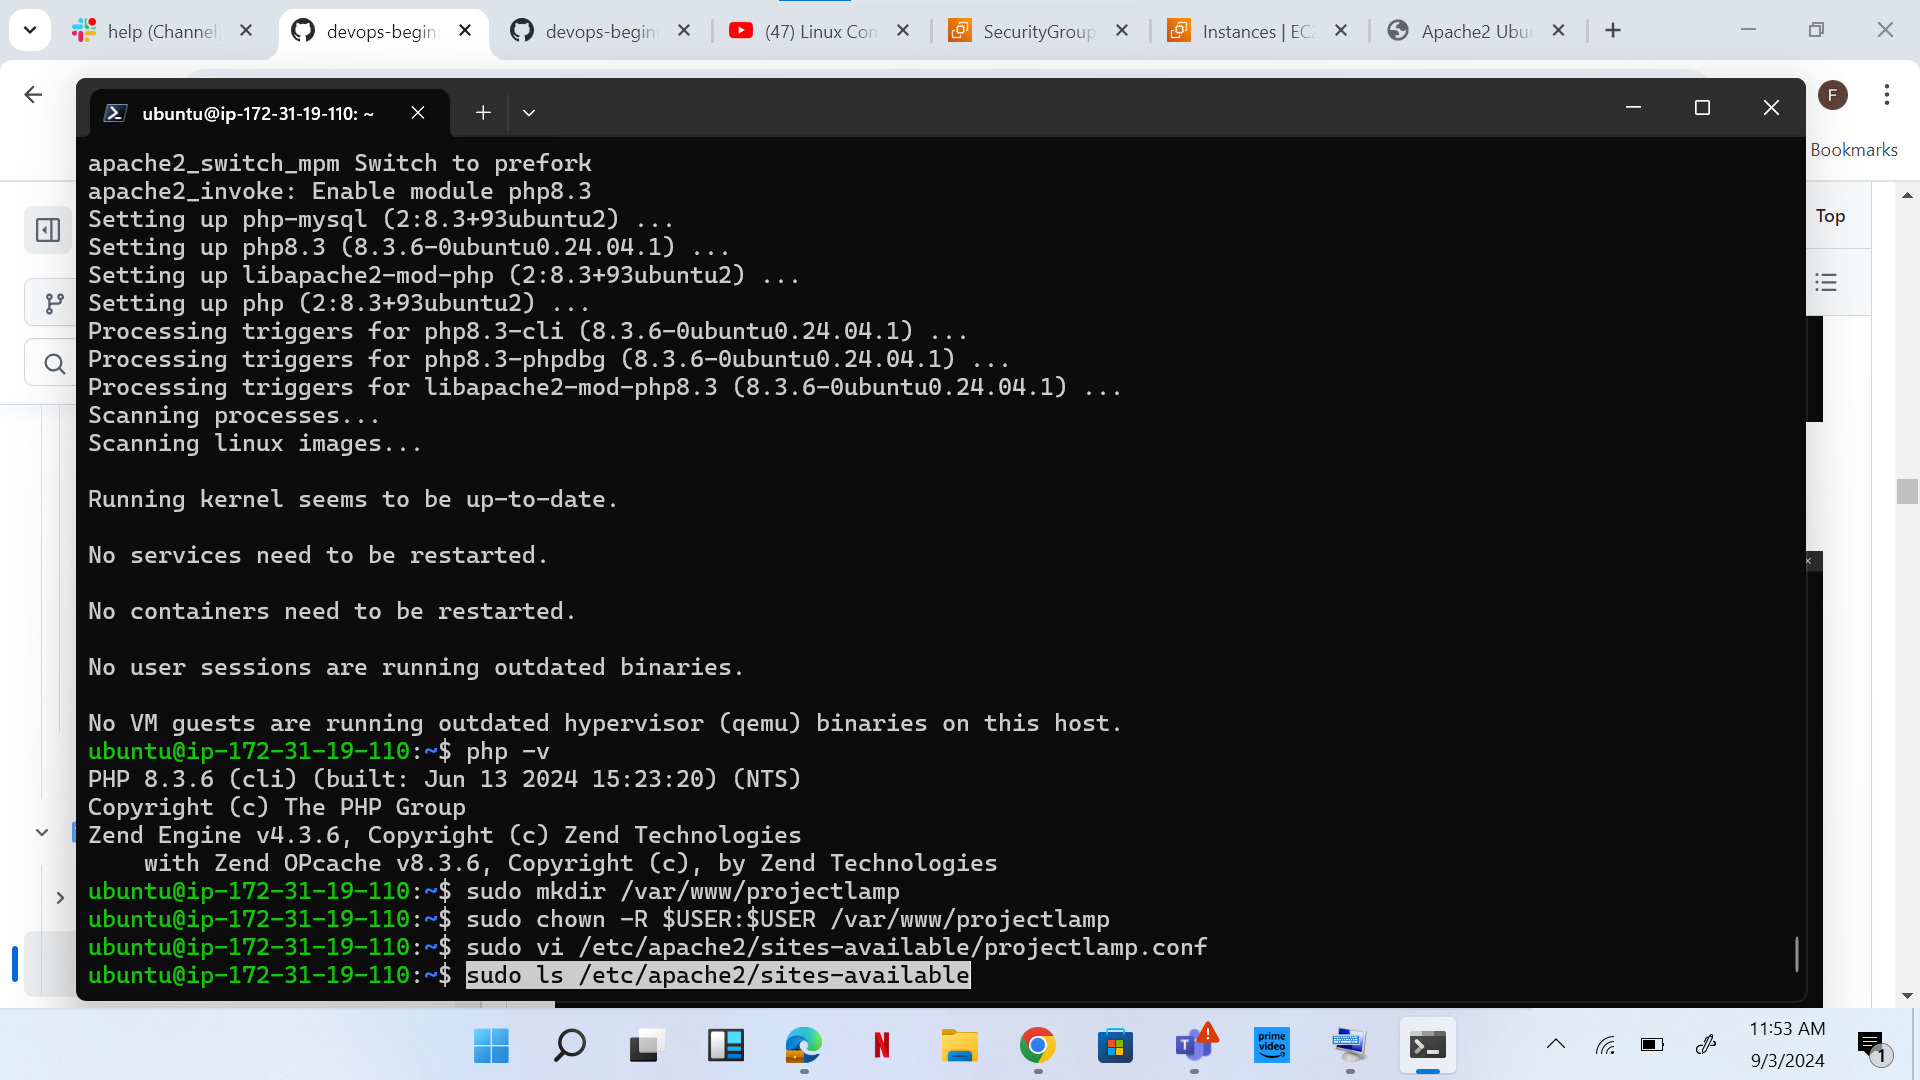 help (Channel)
devops-begin
devops-begin
(47) Linux Con
SecurityGroup
Instances | EC2
Apache2 Ubu
F
Bookmarks
ubuntu@ip-172-31-19-110: ~
Top
apache2_switch_mpm Switch to prefork
apache2_invoke: Enable module php8.3
Setting up php-mysql (2:8.3+93ubuntu2) ...
Setting up php8.3 (8.3.6-0ubuntu0.24.04.1) ...
Setting up libapache2-mod-php (2:8.3+93ubuntu2) ...
Setting up php (2:8.3+93ubuntu2) ...
Processing triggers for php8.3-cli (8.3.6-0ubuntu0.24.04.1) ...
Processing triggers for php8.3-phpdbg (8.3.6-0ubuntu0.24.04.1) ...
Processing triggers for libapache2-mod-php8.3 (8.3.6-0ubuntu0.24.04.1) ...
Scanning processes...
Scanning linux images...
Running kernel seems to be up-to-date.
No services need to be restarted.
No containers need to be restarted.
No user sessions are running outdated binaries.
No VM guests are running outdated hypervisor (qemu) binaries on this host.
ubuntu@ip-172-31-19-110:~$ php -v
PHP 8.3.6 (cli) (built: Jun 13 2024 15:23:20) (NTS)
Copyright (c) The PHP Group
Zend Engine v4.3.6, Copyright (c) Zend Technologies
    with Zend OPcache v8.3.6, Copyright (c), by Zend Technologies
ubuntu@ip-172-31-19-110:~$ sudo mkdir /var/www/projectlamp
ubuntu@ip-172-31-19-110:~$ sudo chown -R $USER:$USER /var/www/projectlamp
ubuntu@ip-172-31-19-110:~$ sudo vi /etc/apache2/sites-available/projectlamp.conf
ubuntu@ip-172-31-19-110:~$ sudo ls /etc/apache2/sites-available
N
T
prime video
11:53 AM
9/3/2024
1